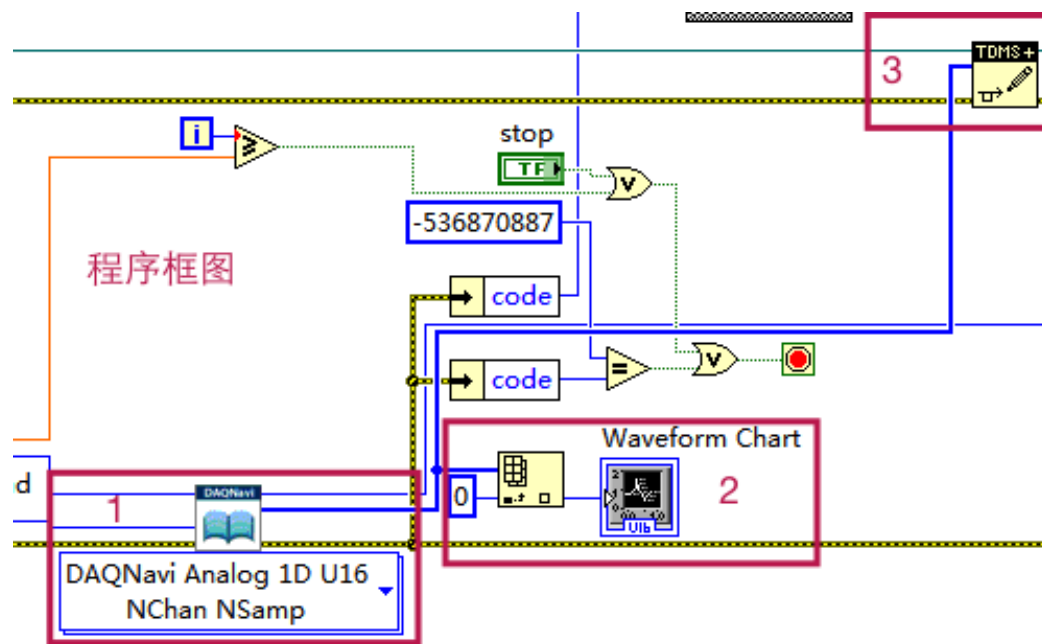 TDMS+
3
i
stop
TF
-536870887
程序框图
code
code
Waveform Chart
2
0
U16
1
DAQNavi
DAQNavi Analog 1D U16
NChan NSamp